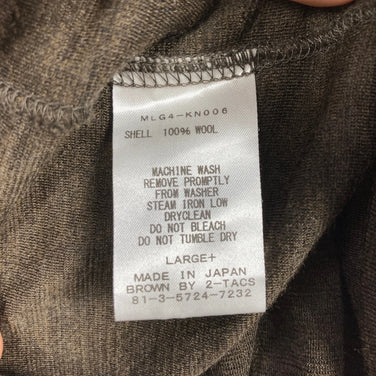 MLG4-KN006
SHELL 100% WOOL
MACHINE WASH
REMOVE PROMPTLY
FROM WASHER
STEAM IRON LOW
DRYCLEAN
DO NOT BLEACH
DO NOT TUMBLE DRY
LARGE+
MADE IN JAPAN
BROWN BY 2-TACS
81-3-5724-7232